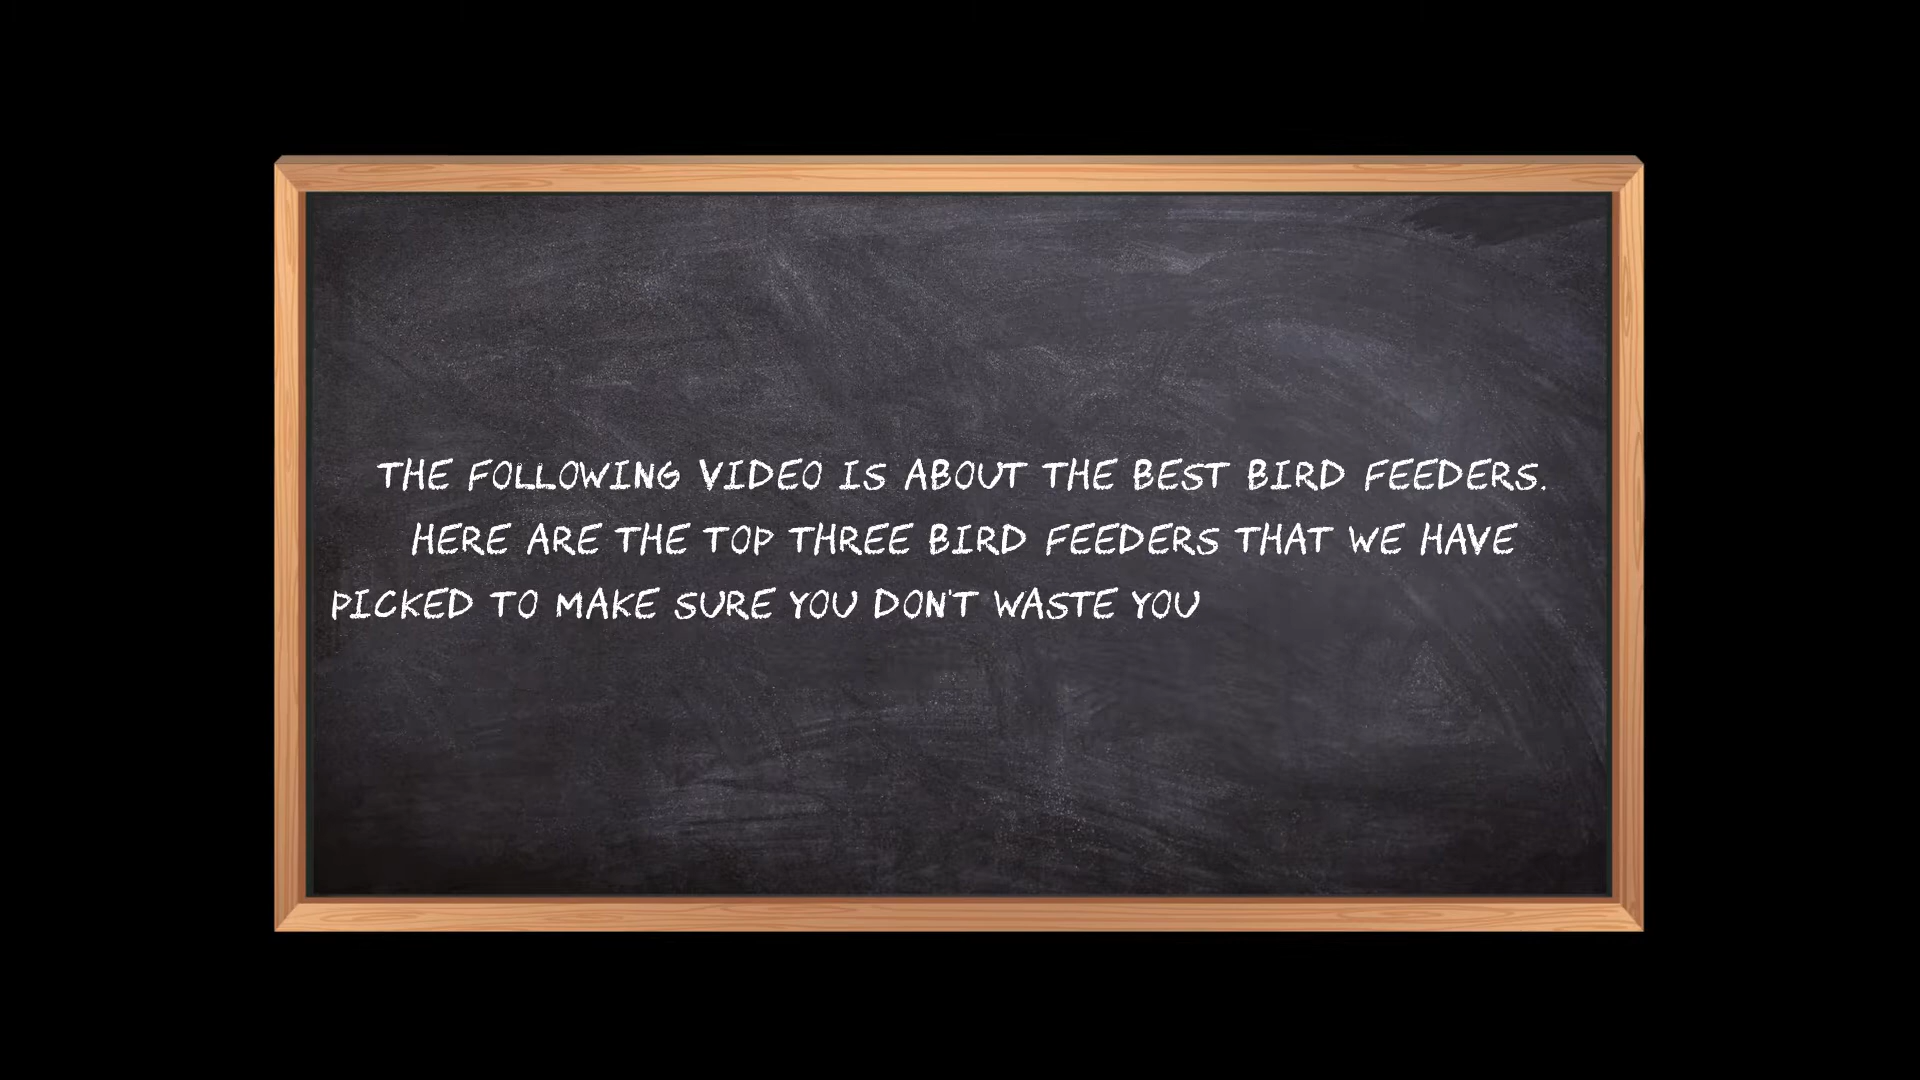 THE FOLLOWING VIDEO IS ABOUT THE BEST BIRD FEEDERS.
HERE ARE THE TOP THREE BIRD FEEDERS THAT WE HAVE
PICKED TO MAKE SURE YOU DON'T WASTE YOU